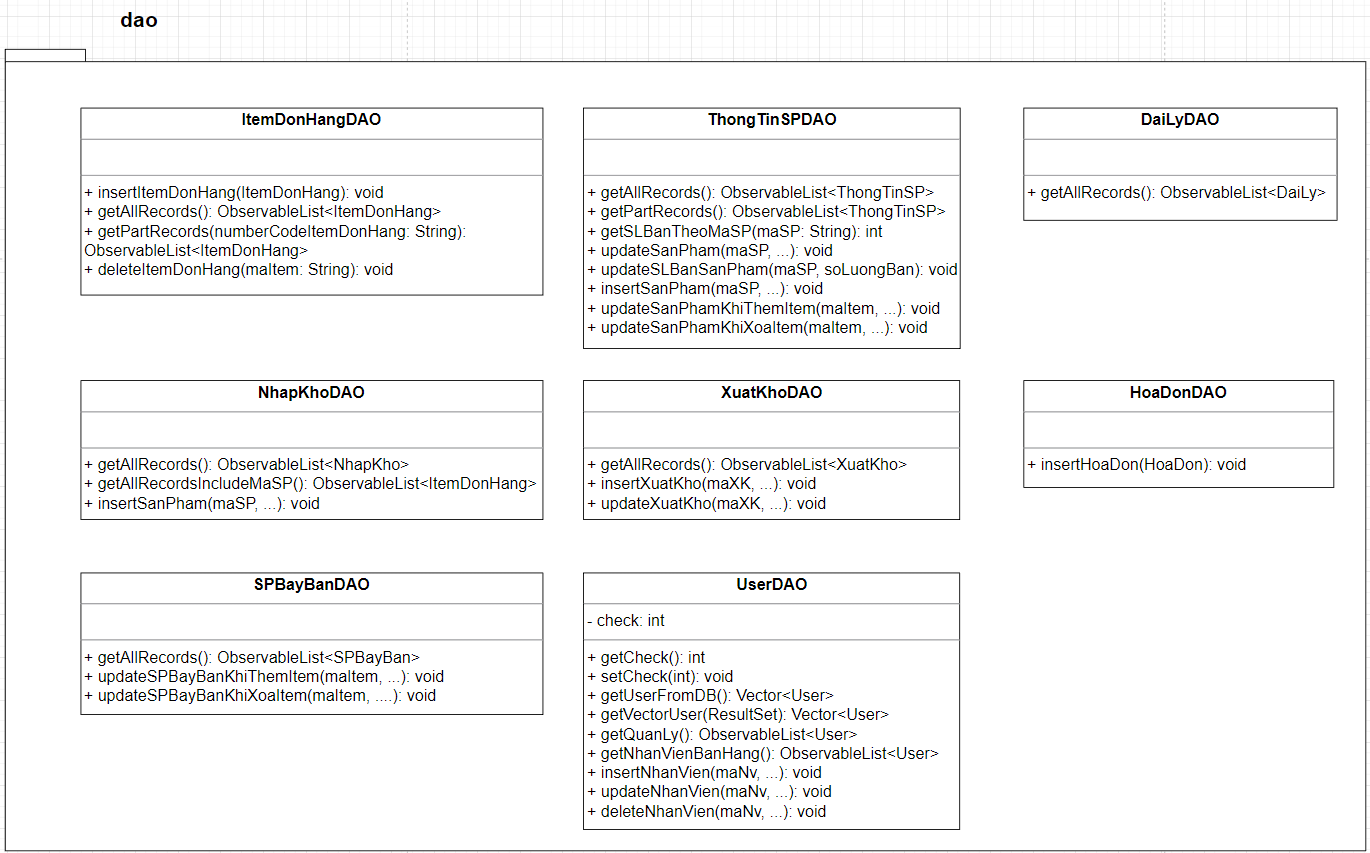 dao
ItemDonHangDAO
+ insertItemDonHang(ItemDonHang): void
+ getAllRecords(): ObservableList<ItemDonHang>
+ getPartRecords(numberCodeItemDonHang: String):
ObservableList<ItemDonHang>
+ deleteItemDonHang(maItem: String): void
ThongTinSPDAO
+ getAllRecords(): ObservableList<ThongTinSP>
+ getPartRecords(): ObservableList<ThongTinSP>
+ getSLBanTheoMaSP(maSP: String): int
+ updateSanPham(maSP, ...): void
+ updateSLBanSanPham(maSP, soLuongBan): void
+ insertSanPham(maSP, ...): void
+ updateSanPhamKhiThemItem(maItem, ...): void
+ updateSanPhamKhiXoaItem(maItem, ...): void
DaiLyDAO
+ getAllRecords(): ObservableList<DaiLy>
NhapKhoDAO
+ getAllRecords(): ObservableList<NhapKho>
+ getAllRecordsIncludeMaSP(): ObservableList<ItemDonHang>
+ insertSanPham(maSP, ...): void
XuatKhoDAO
+ getAllRecords(): ObservableList<XuatKho>
+ insertXuatKho(maXK, ...): void
+ updateXuatKho(maXK, ...): void
HoaDonDAO
+ insertHoaDon(HoaDon): void
SPBayBanDAO
+ getAllRecords(): ObservableList<SPBayBan>
+ updateSPBayBanKhiThemItem(maItem, ...): void
+ updateSPBayBanKhiXoaItem(maItem, ....): void
UserDAO
- check: int
+ getCheck(): int
+ setCheck(int): void
+ getUserFromDB(): Vector<User>
+ getVectorUser(ResultSet): Vector<User>
+ getQuanLy(): ObservableList<User>
+ getNhanVienBanHang(): ObservableList<User>
+ insertNhanVien(maNv, ...): void
+ updateNhanVien(maNv, ...): void
+ deleteNhanVien(maNv, ...): void